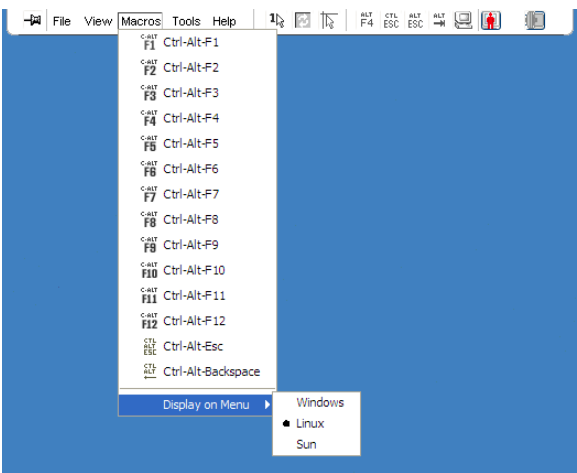 File View Macros Tools Help 1 ALT F4 CTL ESC ALT ESC ALT
C-ALT F1 Ctrl-Alt-F1
C-ALT F2 Ctrl-Alt-F2
C-ALT F3 Ctrl-Alt-F3
C-ALT F4 Ctrl-Alt-F4
C-ALT F5 Ctrl-Alt-F5
C-ALT F6 Ctrl-Alt-F6
C-ALT F7 Ctrl-Alt-F7
C-ALT F8 Ctrl-Alt-F8
C-ALT F9 Ctrl-Alt-F9
C-ALT F10 Ctrl-Alt-F10
C-ALT F11 Ctrl-Alt-F11
C-ALT F12 Ctrl-Alt-F12
CTL ALT ESC Ctrl-Alt-Esc
CTL ALT Ctrl-Alt-Backspace
Display on Menu
Windows
Linux
Sun